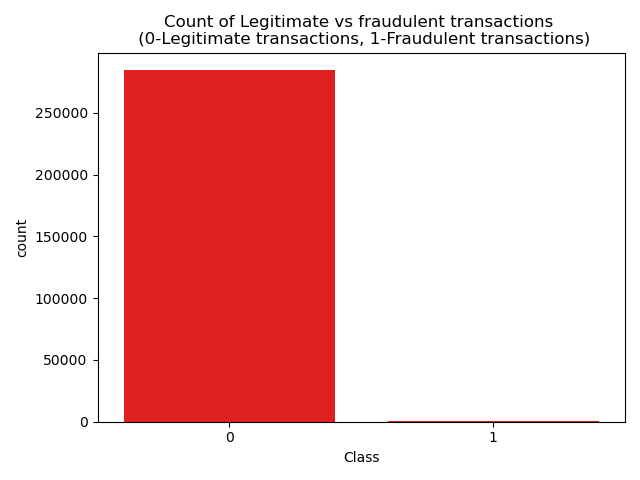 Count of Legitimate vs fraudulent transactions
(0-Legitimate transactions, 1-Fraudulent transactions)
250000
200000
150000
100000
50000
0
count
0 1
Class